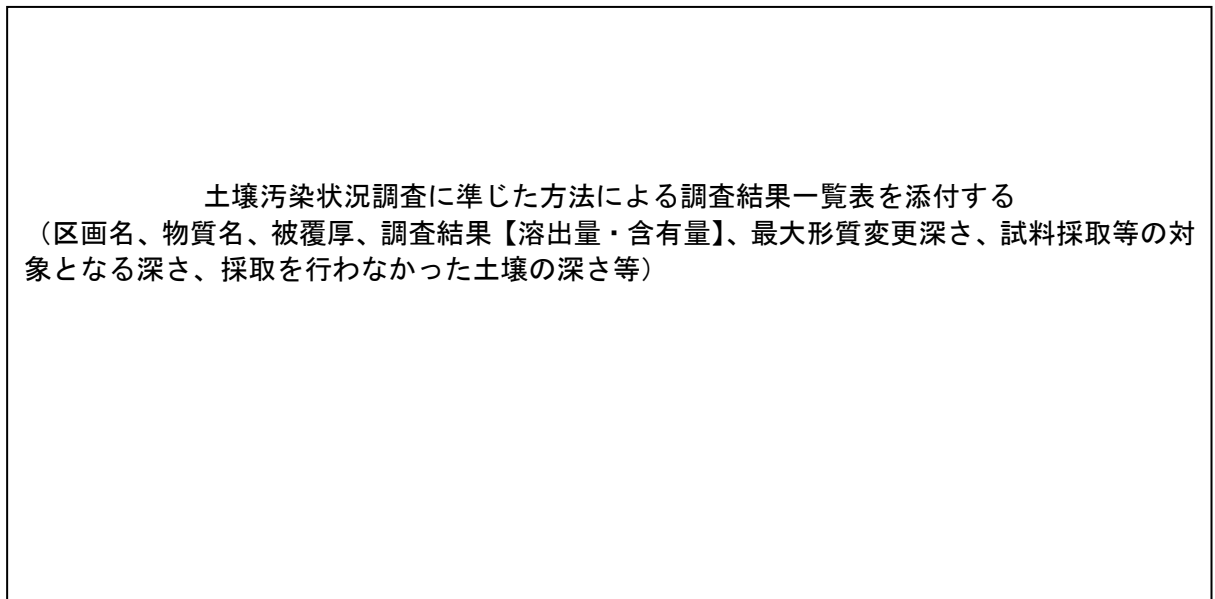 土壌汚染状況調査に準じた方法による調査結果一覧表を添付する
（区画名、物質名、被覆厚、調査結果【溶出量・含有量】、最大形質変更深さ、試料採取等の対
象となる深さ、採取を行わなかった土壌の深さ等）